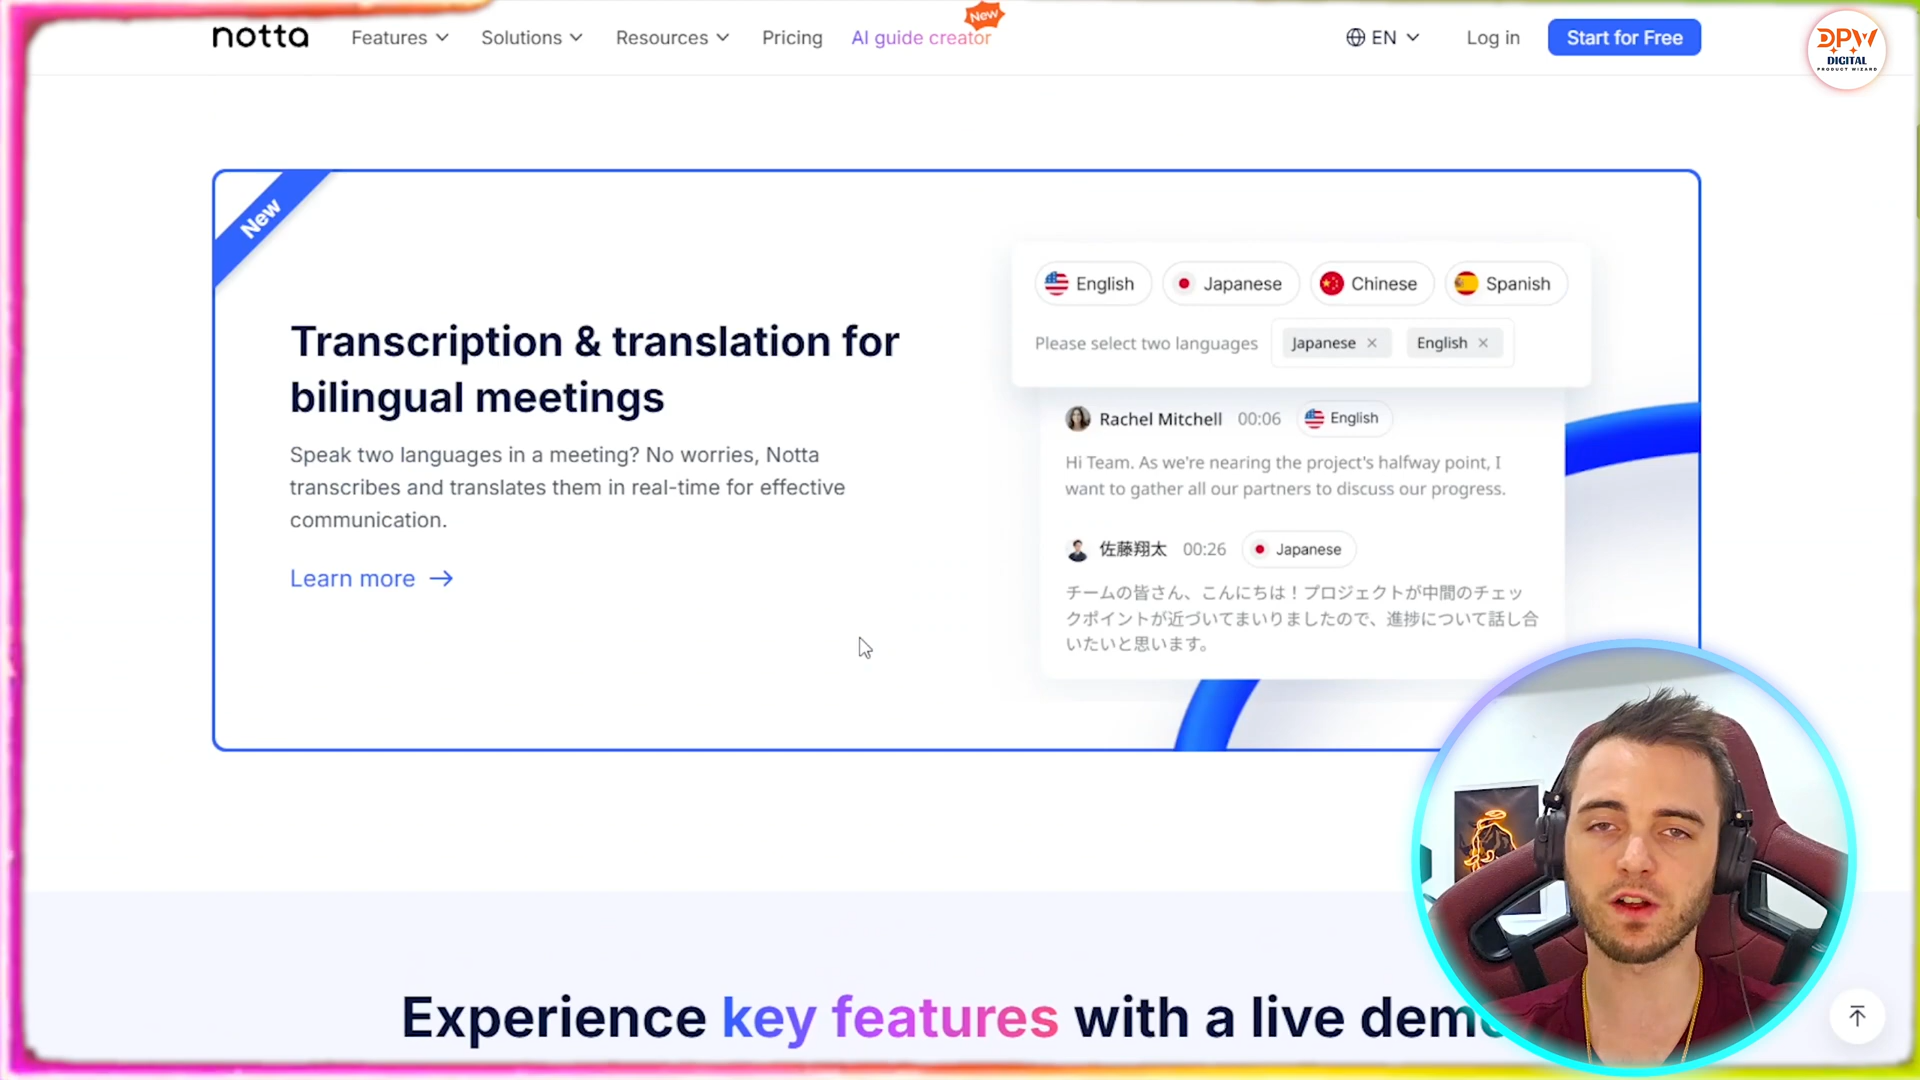 notta
Features
Solutions
Resources
Pricing
AI guide creator
New
EN
Log in
Start for Free
DPW
DIGITAL
PRODUCT WIZARD
New
Transcription & translation for
bilingual meetings
Speak two languages in a meeting? No worries, Notta
transcribes and translates them in real-time for effective
communication.
Learn more →
English
Japanese
Chinese
Spanish
Please select two languages
Japanese ×
English ×
Rachel Mitchell 00:06 English
Hi Team. As we're nearing the project's halfway point, I
want to gather all our partners to discuss our progress.
佐藤翔太 00:26 Japanese
チームの皆さん、こんにちは！プロジェクトが中間のチェッ
クポイントが近づいてまいりましたので、進捗について話し合
いたいと思います。
Experience key features with a live demo